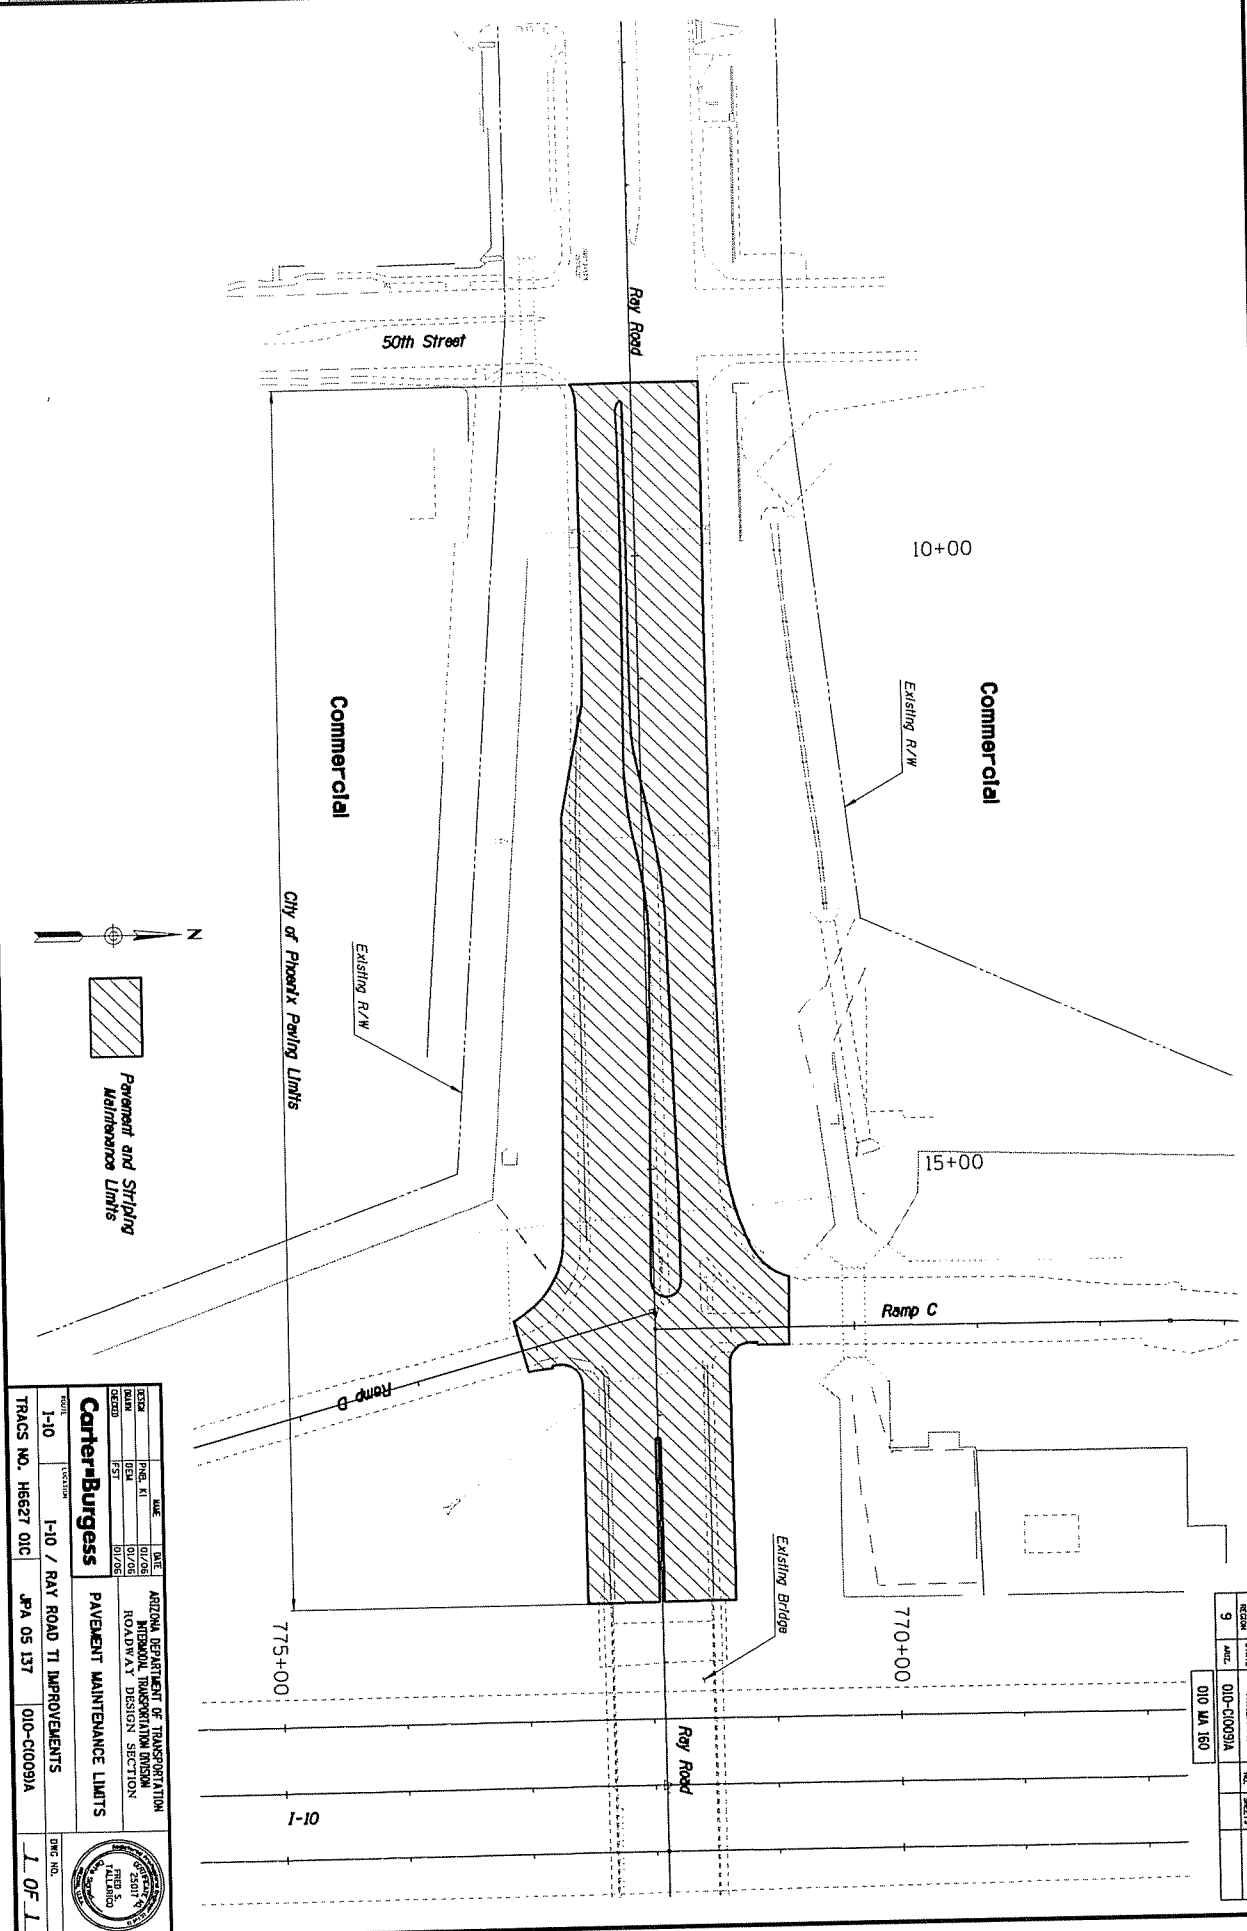 Ray Road
50th Street
10+00
Commercial
Existing R/W
Commercial
City of Phoenix Paving Limits
Existing R/W
N
Pavement and Striping
Maintenance Limits
15+00
Ramp C
Ramp D
Existing Bridge
770+00
775+00
Ray Road
I-10
REGION
9
ARIZ.
010-C(009)A
010 MA 160
NAME
DATE
DESIGN
PNB, KI
01/06
DRAWN
DEM
01/06
CHECKED
FST
01/06
ARIZONA DEPARTMENT OF TRANSPORTATION
INTERMODAL TRANSPORTATION DIVISION
ROADWAY DESIGN SECTION
Carter=Burgess
PAVEMENT MAINTENANCE LIMITS
ROUTE
I-10
LOCATION
I-10 / RAY ROAD TI IMPROVEMENTS
TRACS NO. H6627 01C
JPA 05 137
010-C(009)A
DWG NO.
1 OF 1
25017
FRED S.
TALLARICO